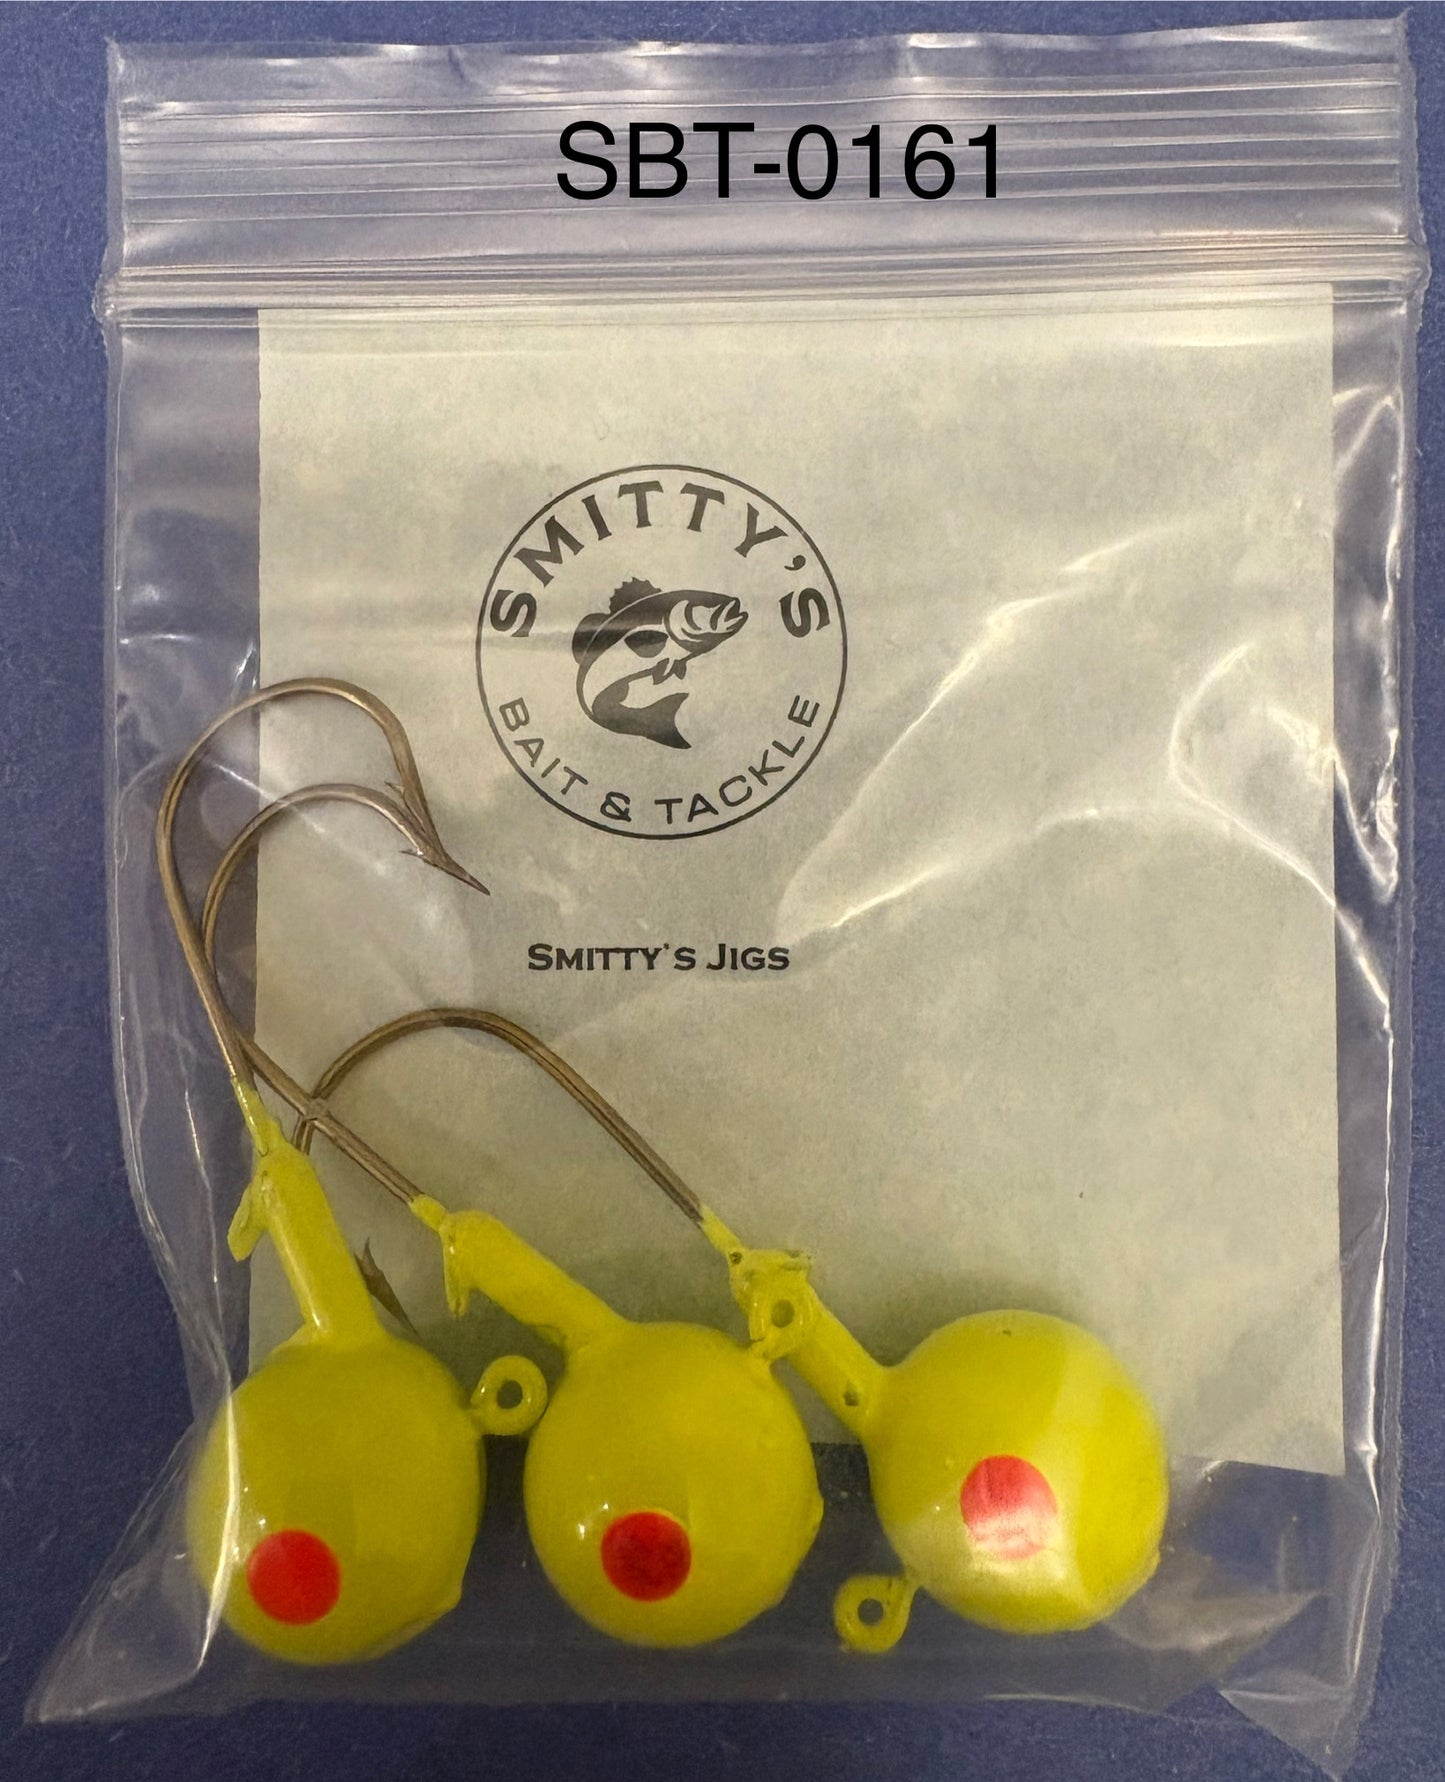 SBT-0161
SMITTY'S
BAIT & TACKLE
SMITTY'S JIGS